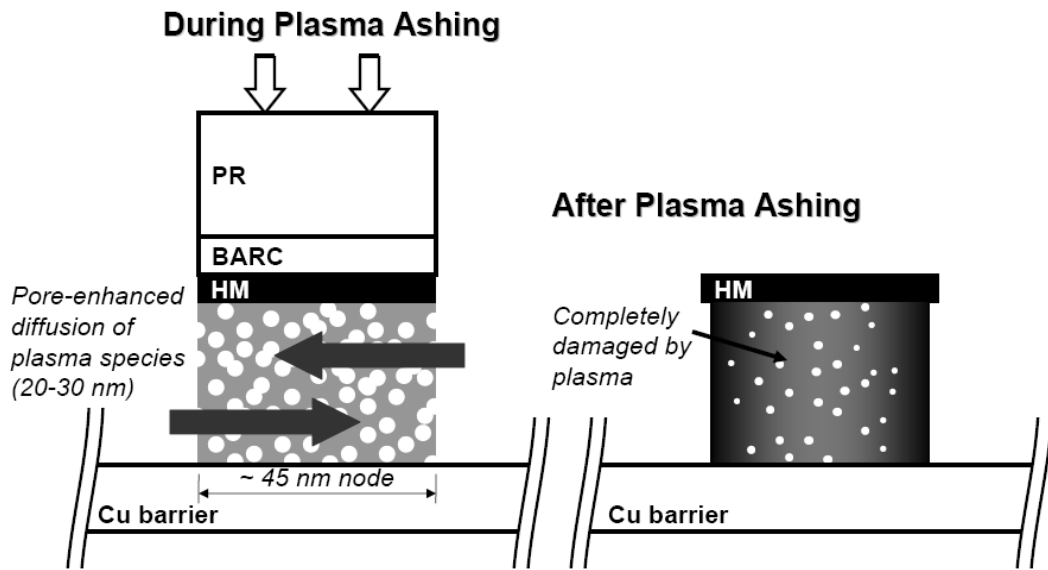 During Plasma Ashing
PR
BARC
HM
Pore-enhanced
diffusion of
plasma species
(20-30 nm)
~ 45 nm node
Cu barrier
After Plasma Ashing
HM
Completely
damaged by
plasma
Cu barrier